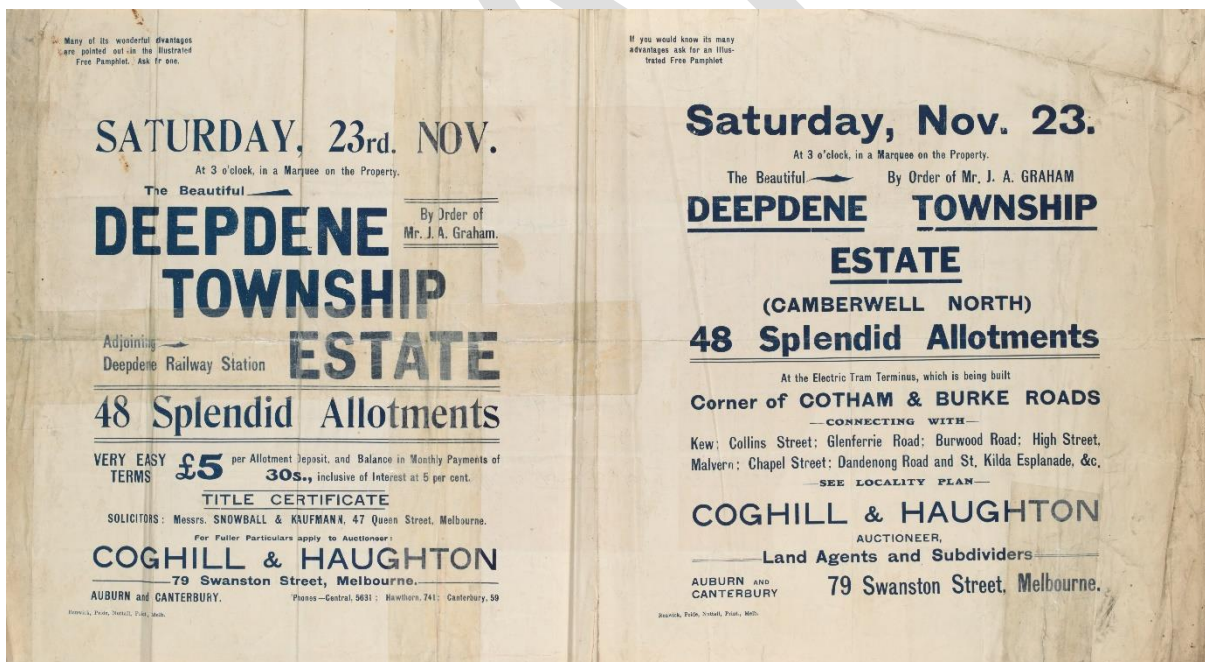 Many of its wonderful dvantages
are pointed out in the Illustrated
Free Pamphlet. Ask fr one.
SATURDAY, 23rd. NOV.
At 3 o'clock, in a Marquee on the Property.
The Beautiful
DEEPDENE
By Order of
Mr. J. A. Graham.
TOWNSHIP
Adjoining
Deepdene Railway Station
ESTATE
48 Splendid Allotments
VERY EASY
TERMS
£5 per Allotment Deposit, and Balance in Monthly Payments of
30s., inclusive of Interest at 5 per cent.
TITLE CERTIFICATE
SOLICITORS: Messrs. SNOWBALL & KAUFMANN, 47 Queen Street, Melbourne.
For Fuller Particulars apply to Auctioneer:
COGHILL & HAUGHTON
79 Swanston Street, Melbourne.
AUBURN and CANTERBURY. 'Phones—Central, 5631: Hawthorn, 741: Canterbury, 59
If you would know its many
advantages ask for an Illus-
trated Free Pamphlet
Saturday, Nov. 23.
At 3 o'clock, in a Marquee on the Property.
The Beautiful By Order of Mr. J. A. GRAHAM
DEEPDENE TOWNSHIP
ESTATE
(CAMBERWELL NORTH)
48 Splendid Allotments
At the Electric Tram Terminus, which is being built
Corner of COTHAM & BURKE ROADS
—CONNECTING WITH—
Kew: Collins Street: Glenferrie Road: Burwood Road: High Street,
Malvern: Chapel Street: Dandenong Road and St. Kilda Esplanade, &c.
—SEE LOCALITY PLAN—
COGHILL & HAUGHTON
AUCTIONEER,
Land Agents and Subdividers
AUBURN AND
CANTERBURY
79 Swanston Street, Melbourne.